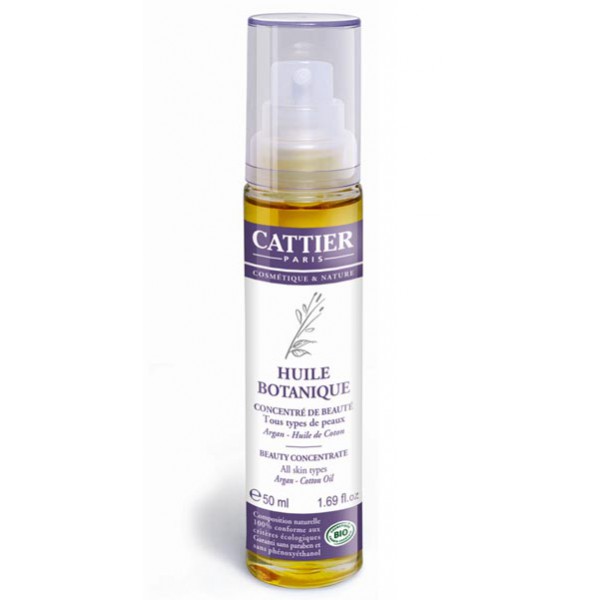 CATTIER
PARIS
COSMÉTIQUE & NATURE
HUILE
BOTANIQUE
CONCENTRÉ DE BEAUTÉ
Tous types de peaux
Argan - Huile de Coton
BEAUTY CONCENTRATE
All skin types
Argan - Cotton Oil
℮ 50 ml 1.69 fl.oz
Composition naturelle
100% conforme aux
critères écologiques
Garanti sans paraben et
sans phénoxyéthanol
BIO